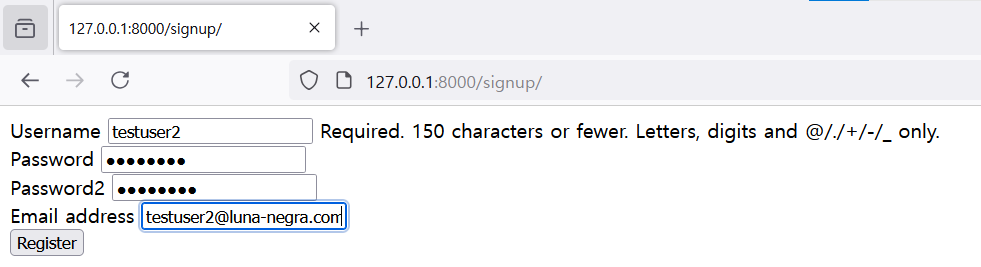 127.0.0.1:8000/signup/
127.0.0.1:8000/signup/
Username testuser2 Required. 150 characters or fewer. Letters, digits and @/./+/-/_ only.
Password ••••••••
Password2 ••••••••
Email address testuser2@luna-negra.com
Register